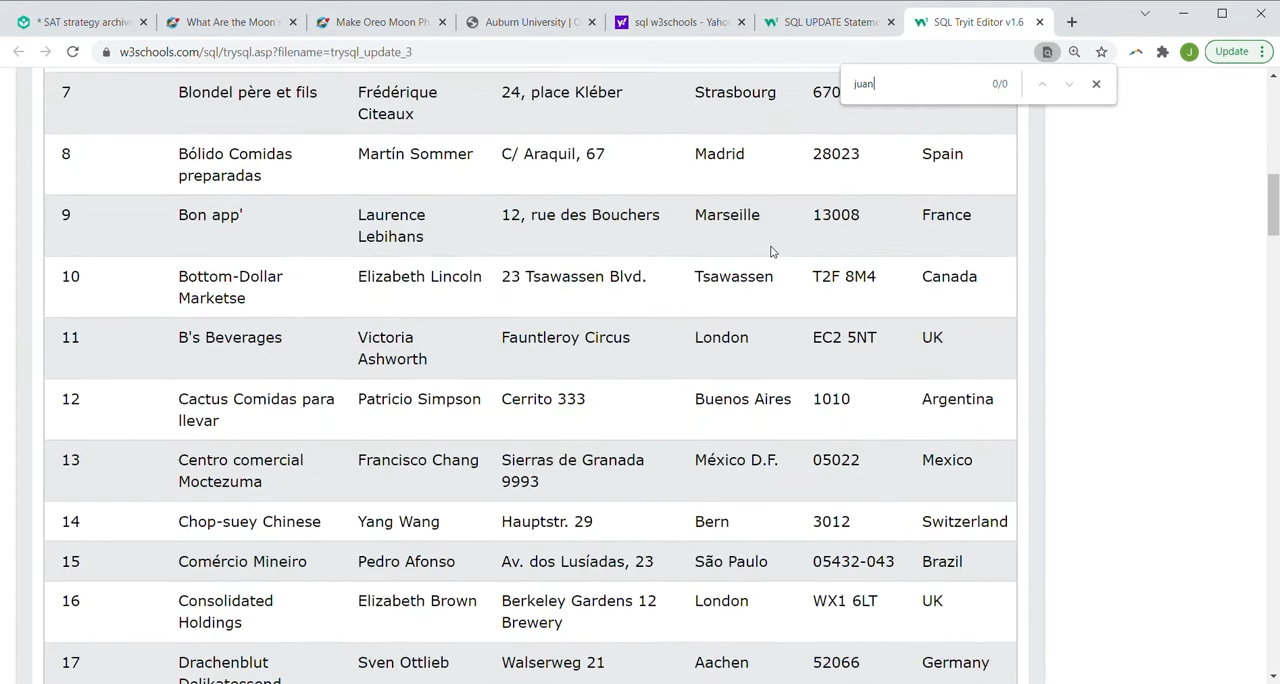 * SAT strategy archiv
What Are the Moon's
Make Oreo Moon Ph
Auburn University | C
sql w3schools - Yaho
SQL UPDATE Stateme
SQL Tryit Editor v1.6
w3schools.com/sql/trysql.asp?filename=trysql_update_3
J
Update
juan
0/0
7 Blondel père et fils Frédérique 24, place Kléber Strasbourg 670
Citeaux
8 Bólido Comidas Martín Sommer C/ Araquil, 67 Madrid 28023 Spain
preparadas
9 Bon app' Laurence 12, rue des Bouchers Marseille 13008 France
Lebihans
10 Bottom-Dollar Elizabeth Lincoln 23 Tsawassen Blvd. Tsawassen T2F 8M4 Canada
Marketse
11 B's Beverages Victoria Fauntleroy Circus London EC2 5NT UK
Ashworth
12 Cactus Comidas para Patricio Simpson Cerrito 333 Buenos Aires 1010 Argentina
llevar
13 Centro comercial Francisco Chang Sierras de Granada México D.F. 05022 Mexico
Moctezuma 9993
14 Chop-suey Chinese Yang Wang Hauptstr. 29 Bern 3012 Switzerland
15 Comércio Mineiro Pedro Afonso Av. dos Lusíadas, 23 São Paulo 05432-043 Brazil
16 Consolidated Elizabeth Brown Berkeley Gardens 12 London WX1 6LT UK
Holdings Brewery
17 Drachenblut Sven Ottlieb Walserweg 21 Aachen 52066 Germany
Delikatessend